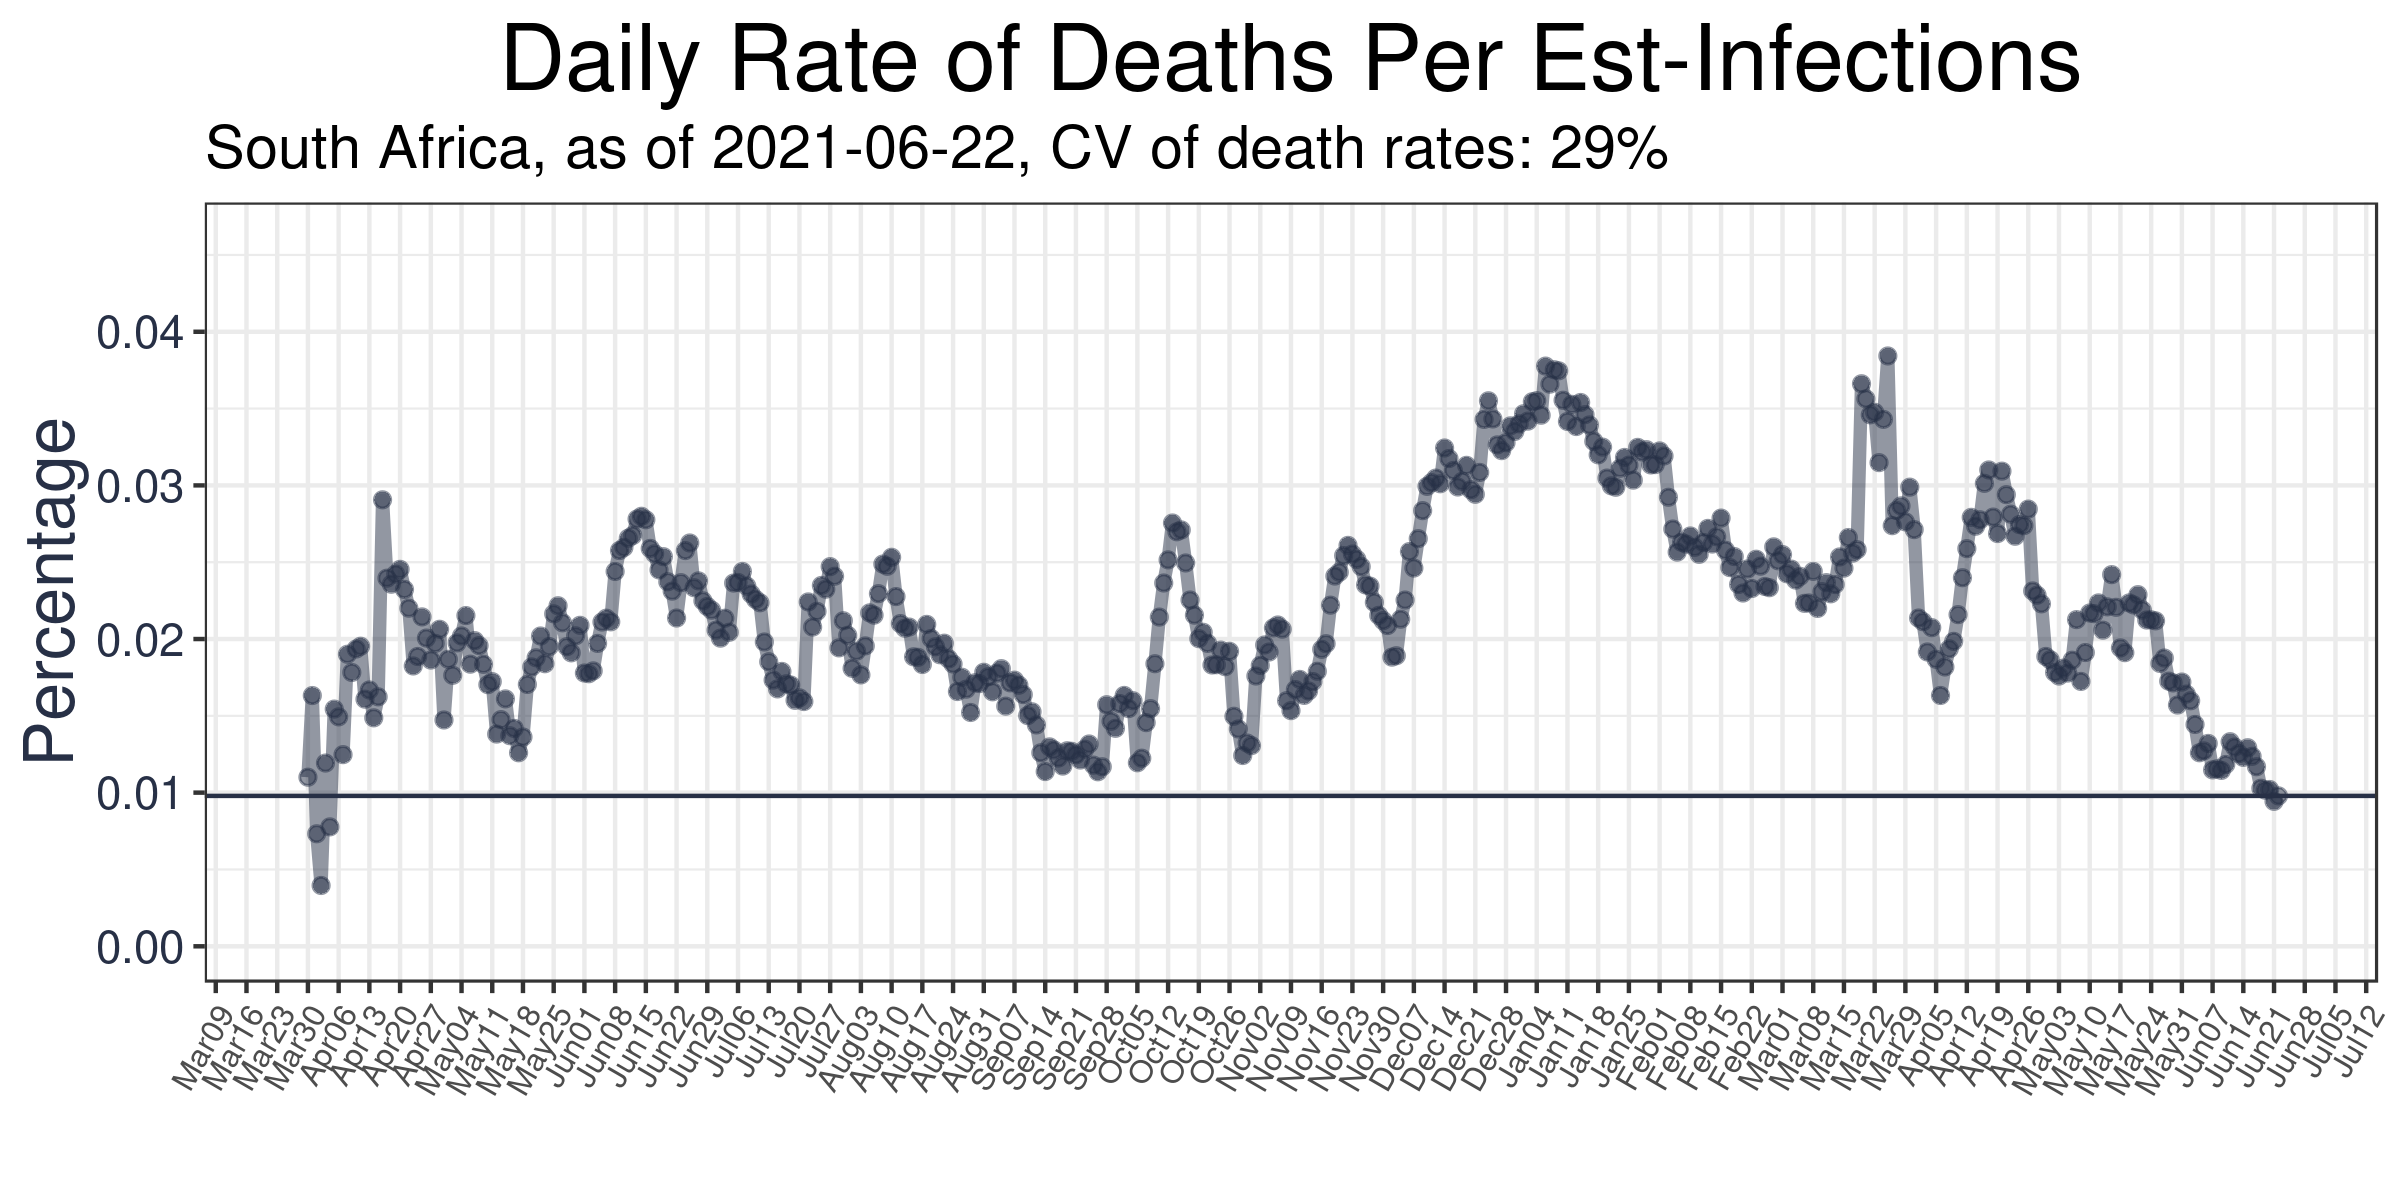 Daily Rate of Deaths Per Est-Infections
South Africa, as of 2021-06-22, CV of death rates: 29%
Percentage
0.04
0.03
0.02
0.01
0.00
Mar09
Mar16
Mar23
Mar30
Apr06
Apr13
Apr20
Apr27
May04
May11
May18
May25
Jun01
Jun08
Jun15
Jun22
Jun29
Jul06
Jul13
Jul20
Jul27
Aug03
Aug10
Aug17
Aug24
Aug31
Sep07
Sep14
Sep21
Sep28
Oct05
Oct12
Oct19
Oct26
Nov02
Nov09
Nov16
Nov23
Nov30
Dec07
Dec14
Dec21
Dec28
Jan04
Jan11
Jan18
Jan25
Feb01
Feb08
Feb15
Feb22
Mar01
Mar08
Mar15
Mar22
Mar29
Apr05
Apr12
Apr19
Apr26
May03
May10
May17
May24
May31
Jun07
Jun14
Jun21
Jun28
Jul05
Jul12